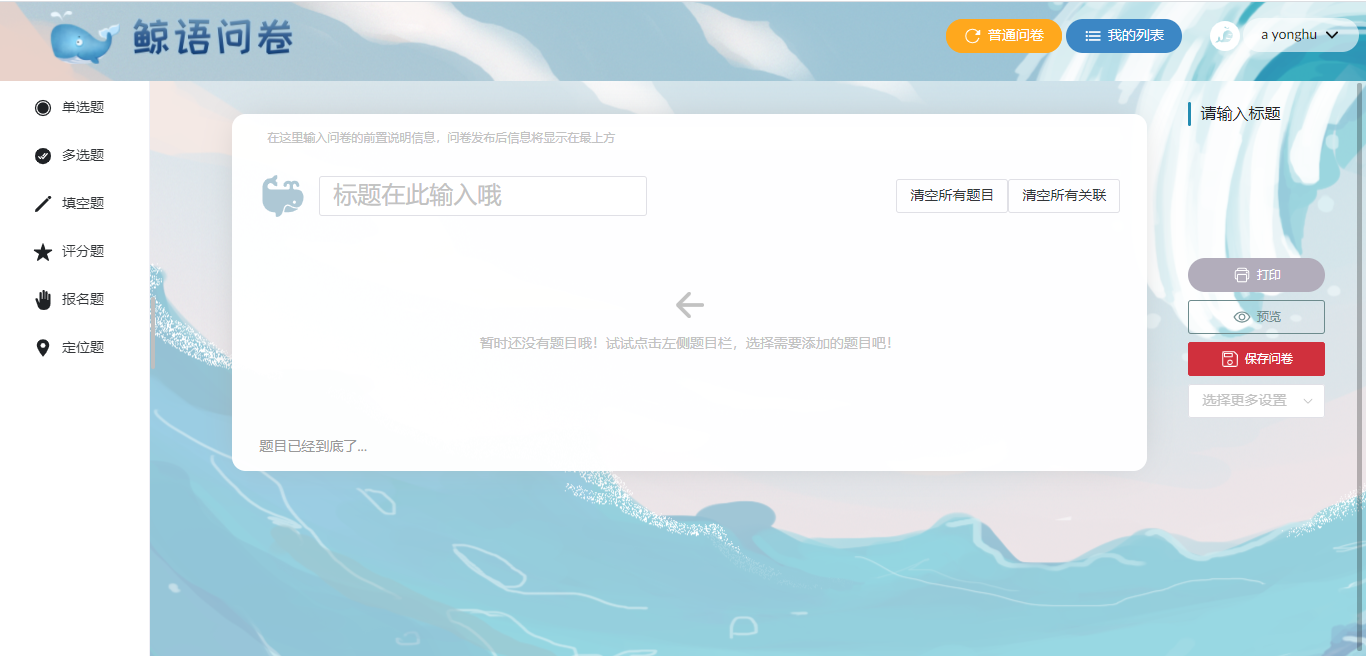 鲸语问卷
普通问卷
我的列表
a yonghu
单选题
多选题
填空题
评分题
报名题
定位题
在这里输入问卷的前置说明信息，问卷发布后信息将显示在最上方
标题在此输入哦
清空所有题目
清空所有关联
暂时还没有题目哦！试试点击左侧题目栏，选择需要添加的题目吧！
题目已经到底了...
请输入标题
打印
预览
保存问卷
选择更多设置